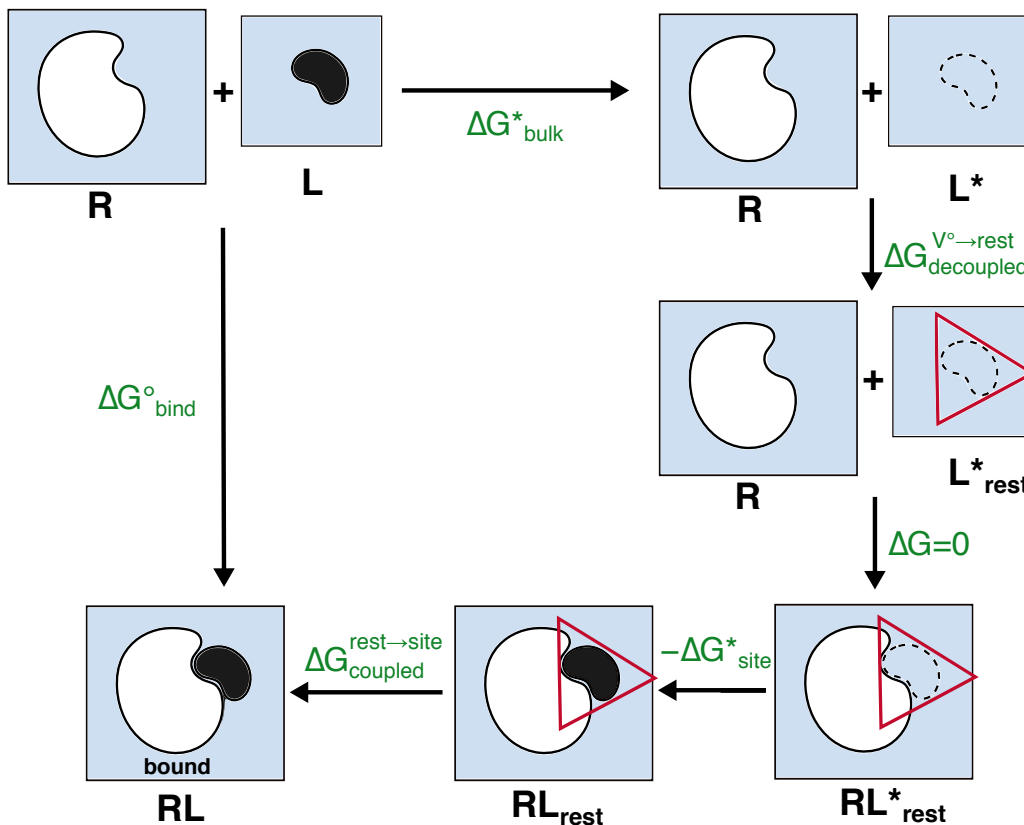 +
+
R
L
ΔG*bulk
R
L*
ΔG V°→rest decoupled
+
ΔG°bind
R
L*rest
ΔG=0
ΔG rest→site coupled
−ΔG*site
bound
RL
RLrest
RL*rest